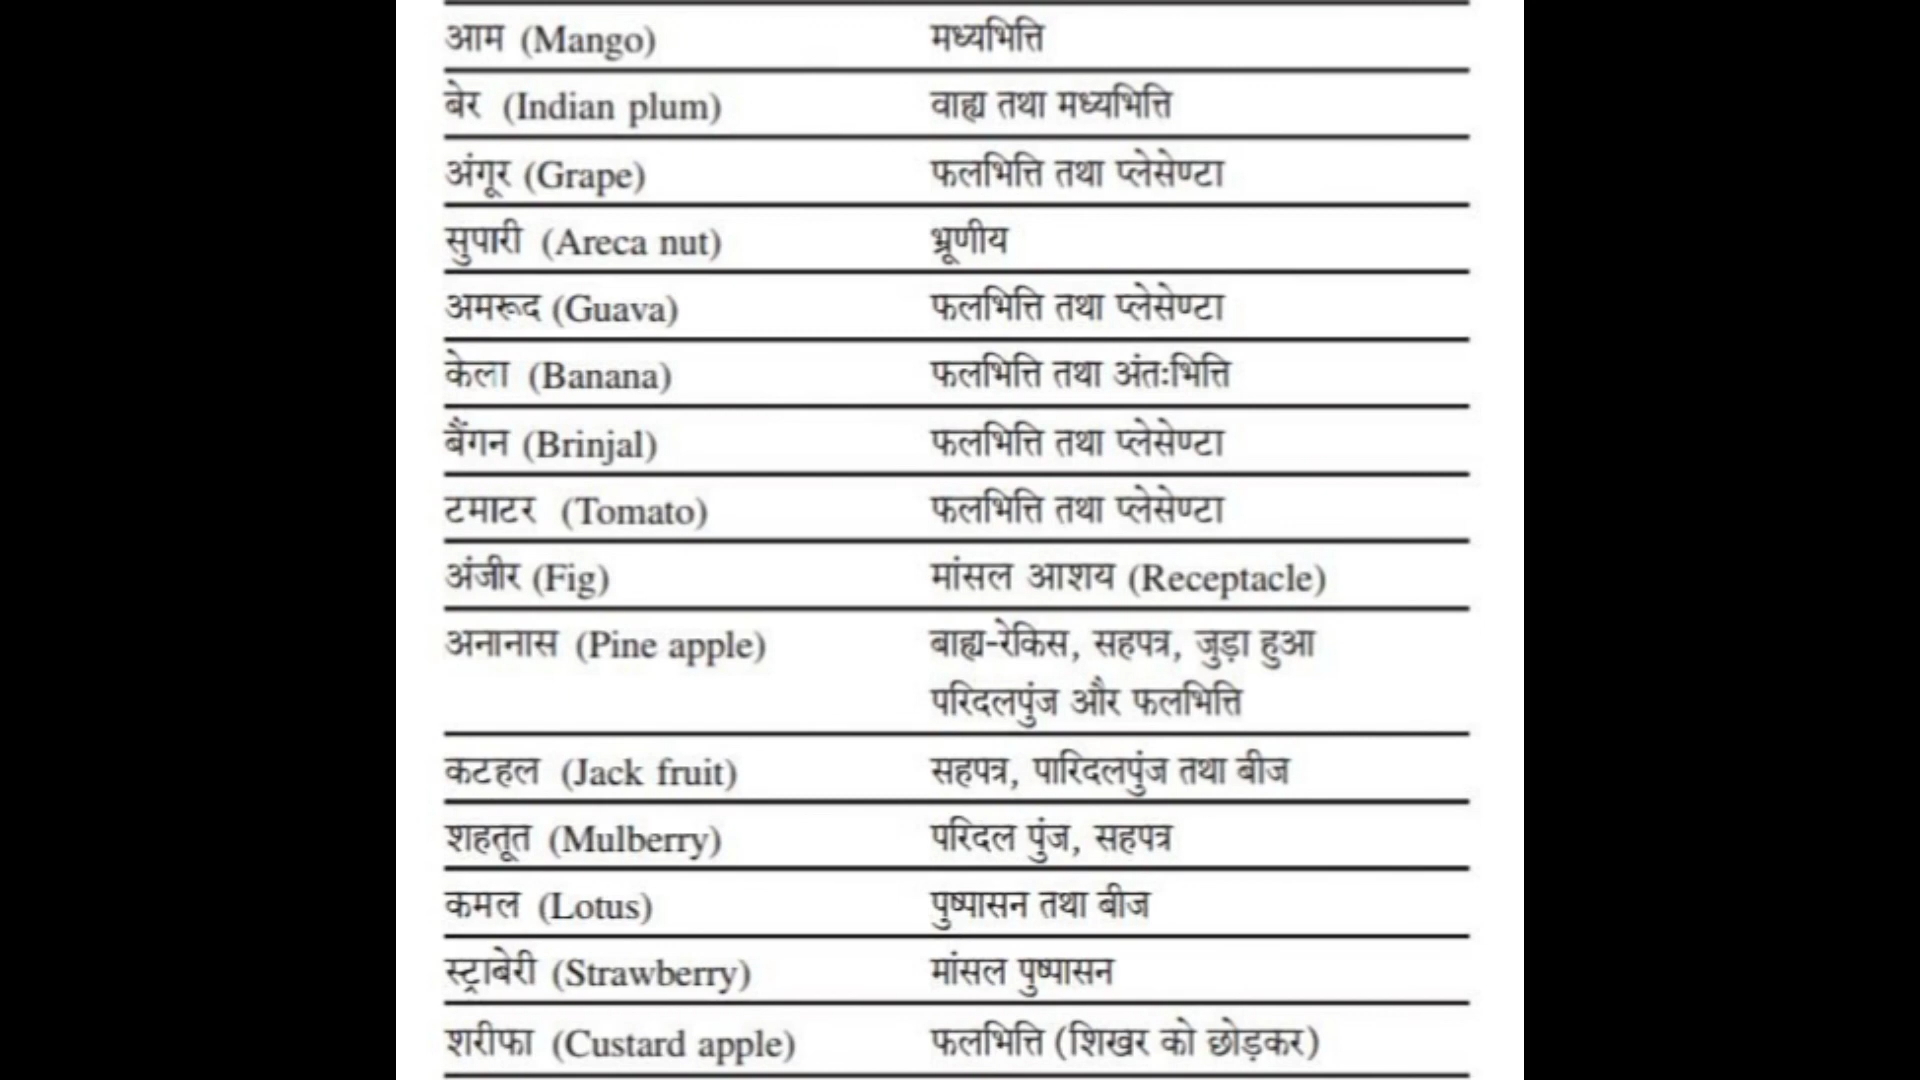 आम (Mango) मध्यभित्ति
बेर (Indian plum) वाह्य तथा मध्यभित्ति
अंगूर (Grape) फलभित्ति तथा प्लेसेण्टा
सुपारी (Areca nut) भ्रूणीय
अमरूद (Guava) फलभित्ति तथा प्लेसेण्टा
केला (Banana) फलभित्ति तथा अंतःभित्ति
बैंगन (Brinjal) फलभित्ति तथा प्लेसेण्टा
टमाटर (Tomato) फलभित्ति तथा प्लेसेण्टा
अंजीर (Fig) मांसल आशय (Receptacle)
अनानास (Pine apple) बाह्य-रेकिस, सहपत्र, जुड़ा हुआ
परिदलपुंज और फलभित्ति
कटहल (Jack fruit) सहपत्र, पारिदलपुंज तथा बीज
शहतूत (Mulberry) परिदल पुंज, सहपत्र
कमल (Lotus) पुष्पासन तथा बीज
स्ट्राबेरी (Strawberry) मांसल पुष्पासन
शरीफा (Custard apple) फलभित्ति (शिखर को छोड़कर)